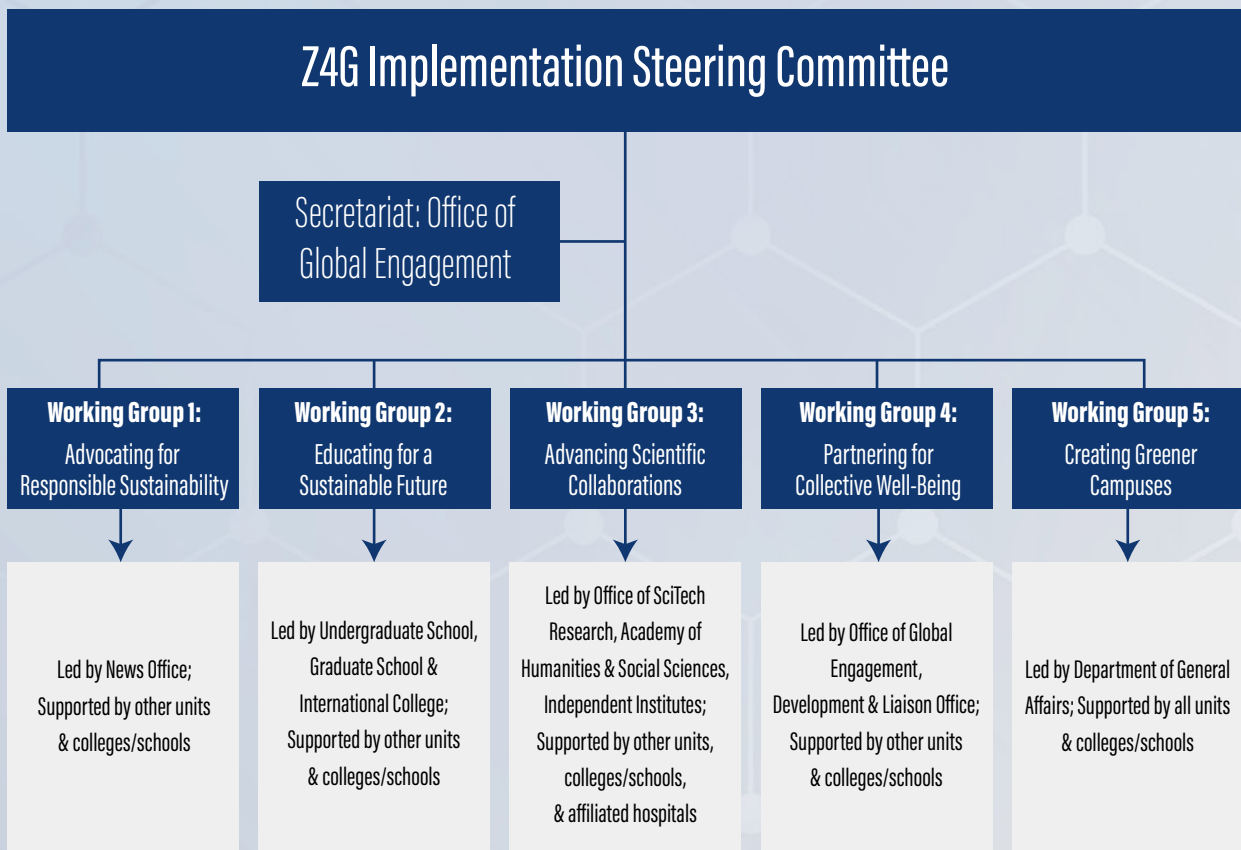 Z4G Implementation Steering Committee
Secretariat: Office of
Global Engagement
Working Group 1:
Advocating for
Responsible Sustainability
Working Group 2:
Educating for a
Sustainable Future
Working Group 3:
Advancing Scientific
Collaborations
Working Group 4:
Partnering for
Collective Well-Being
Working Group 5:
Creating Greener
Campuses
Led by News Office;
Supported by other units
& colleges/schools
Led by Undergraduate School,
Graduate School &
International College;
Supported by other units
& colleges/schools
Led by Office of SciTech
Research, Academy of
Humanities & Social Sciences,
Independent Institutes;
Supported by other units,
colleges/schools,
& affiliated hospitals
Led by Office of Global
Engagement,
Development & Liaison Office;
Supported by other units
& colleges/schools
Led by Department of General
Affairs; Supported by all units
& colleges/schools